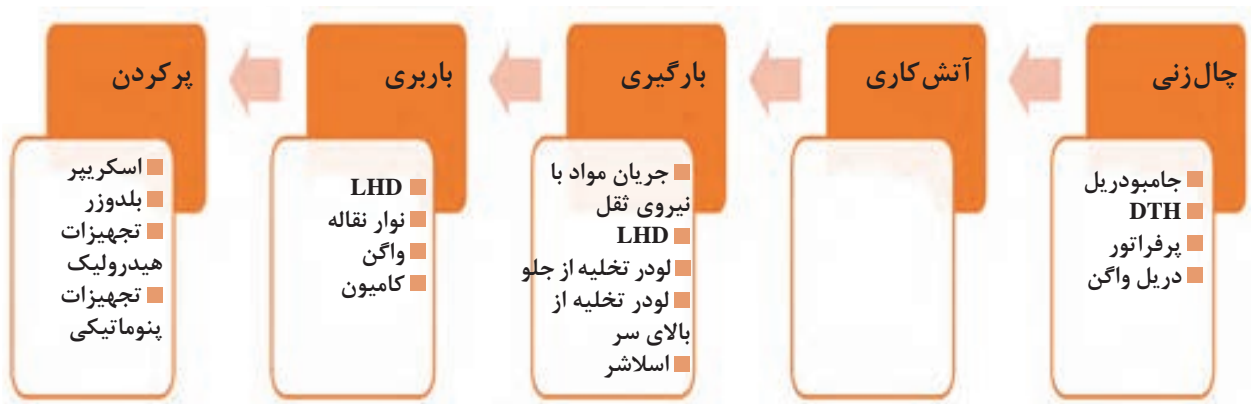 چال‌زنی
جامبودریل
DTH
پرفراتور
دریل واگن
آتش‌کاری
بارگیری
جریان مواد با
نیروی ثقل
LHD
لودر تخلیه از جلو
لودر تخلیه از
بالای سر
اسلاشر
باربری
LHD
نوار نقاله
واگن
کامیون
پرکردن
اسکریپر
بلدوزر
تجهیزات
هیدرولیک
تجهیزات
پنوماتیکی